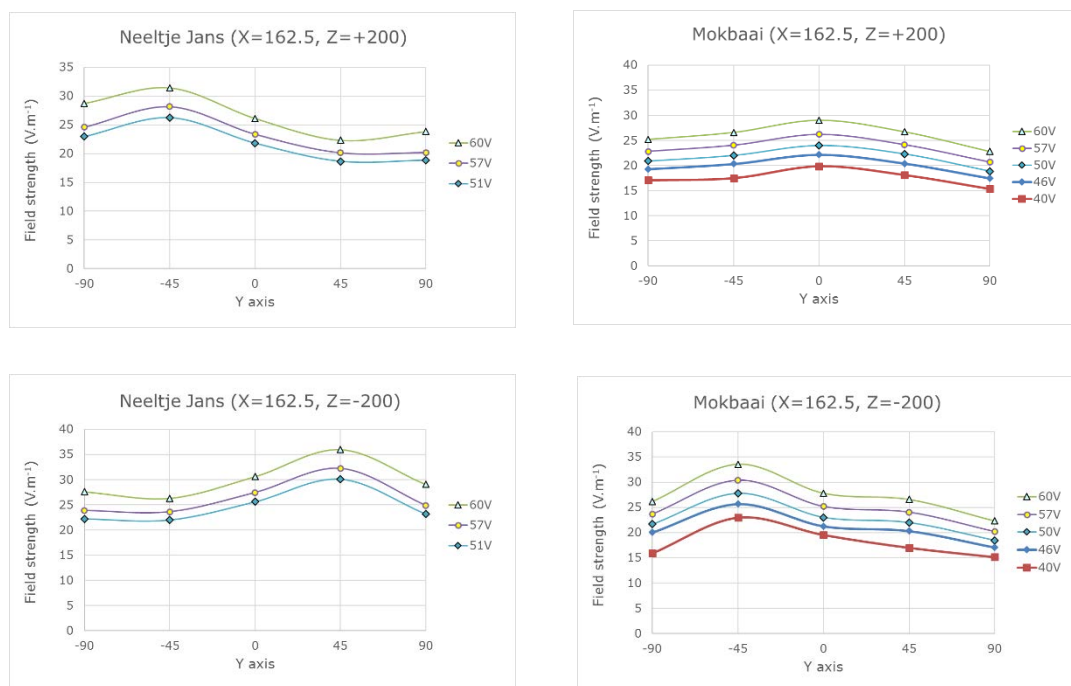 Neeltje Jans (X=162.5, Z=+200)
Field strength (V.m⁻¹)
35
30
25
20
15
10
5
0
-90 -45 0 45 90
Y axis
60V
57V
51V
Mokbaai (X=162.5, Z=+200)
Field strength (V.m⁻¹)
40
35
30
25
20
15
10
5
0
-90 -45 0 45 90
Y axis
60V
57V
50V
46V
40V
Neeltje Jans (X=162.5, Z=-200)
Field strength (V.m⁻¹)
40
35
30
25
20
15
10
5
0
-90 -45 0 45 90
Y axis
60V
57V
51V
Mokbaai (X=162.5, Z=-200)
Field strength (V.m⁻¹)
40
35
30
25
20
15
10
5
0
-90 -45 0 45 90
Y axis
60V
57V
50V
46V
40V